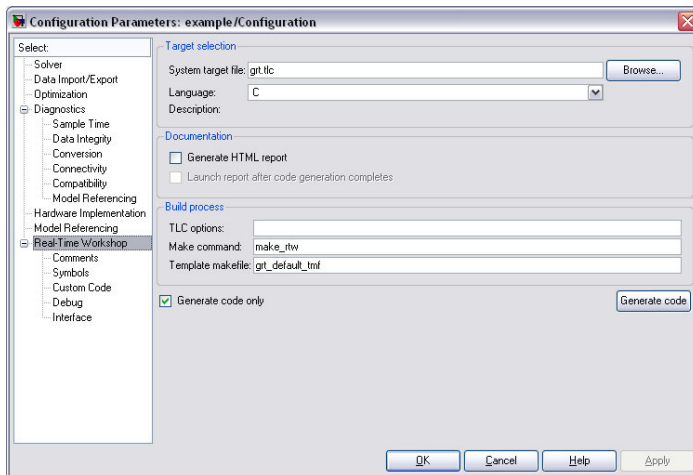 Configuration Parameters: example/Configuration
Select:
Solver
Data Import/Export
Optimization
Diagnostics
Sample Time
Data Integrity
Conversion
Connectivity
Compatibility
Model Referencing
Hardware Implementation
Model Referencing
Real-Time Workshop
Comments
Symbols
Custom Code
Debug
Interface
Target selection
System target file: grt.tlc
Browse...
Language: C
Description:
Documentation
Generate HTML report
Launch report after code generation completes
Build process
TLC options:
Make command: make_rtw
Template makefile: grt_default_tmf
Generate code only
Generate code
OK
Cancel
Help
Apply